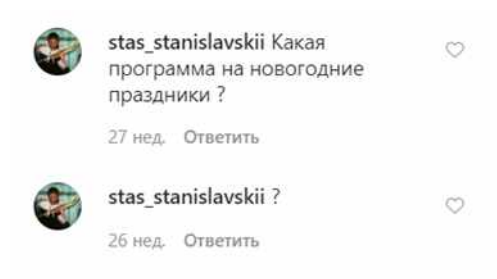 stas_stanislavskii Какая
программа на новогодние
праздники ?
27 нед. Ответить
stas_stanislavskii ?
26 нед. Ответить